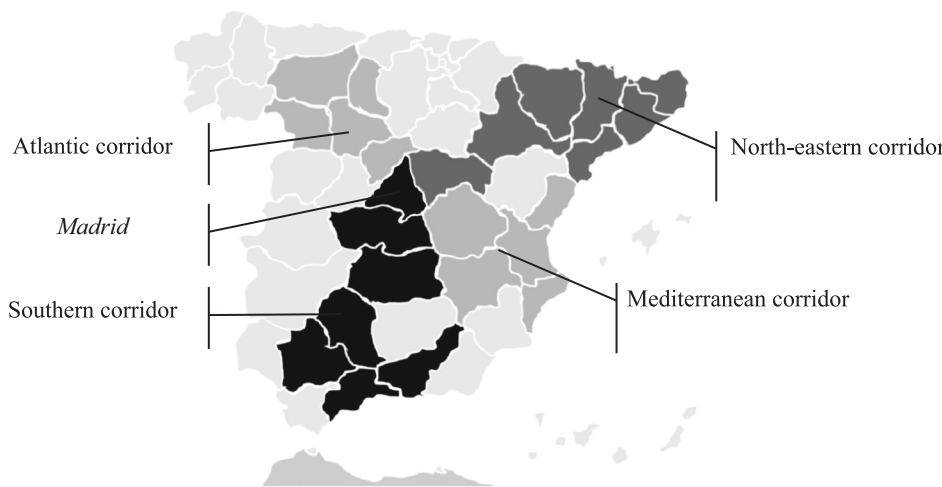 Atlantic corridor
North-eastern corridor
Madrid
Southern corridor
Mediterranean corridor